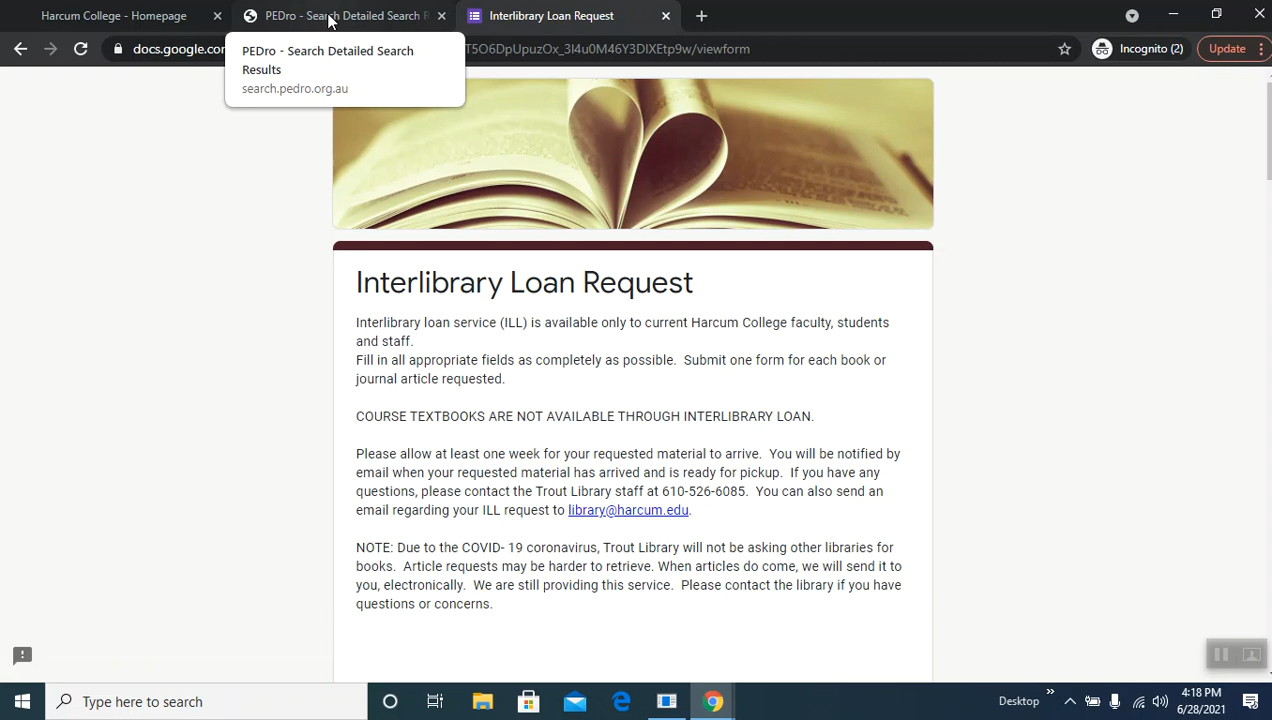 Harcum College - Homepage
PEDro - Search Detailed Search R
Interlibrary Loan Request
docs.google.cor
T5O6DpUpuzOx_3l4u0M46Y3DIXEtp9w/viewform
Incognito (2)
Update
PEDro - Search Detailed Search
Results
search.pedro.org.au
Interlibrary Loan Request
Interlibrary loan service (ILL) is available only to current Harcum College faculty, students
and staff.
Fill in all appropriate fields as completely as possible.  Submit one form for each book or
journal article requested.
COURSE TEXTBOOKS ARE NOT AVAILABLE THROUGH INTERLIBRARY LOAN.
Please allow at least one week for your requested material to arrive.  You will be notified by
email when your requested material has arrived and is ready for pickup.  If you have any
questions, please contact the Trout Library staff at 610-526-6085.  You can also send an
email regarding your ILL request to library@harcum.edu.
NOTE: Due to the COVID- 19 coronavirus, Trout Library will not be asking other libraries for
books.  Article requests may be harder to retrieve. When articles do come, we will send it to
you, electronically.  We are still providing this service.  Please contact the library if you have
questions or concerns.
Type here to search
Desktop
4:18 PM
6/28/2021